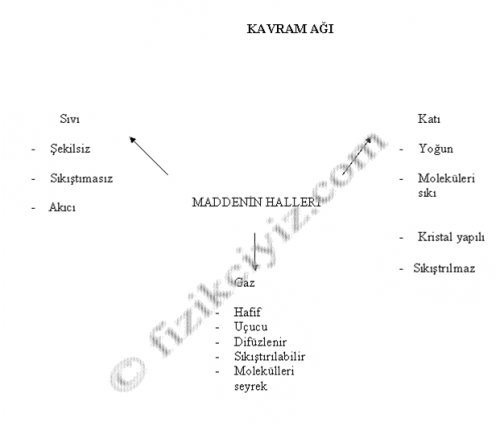 KAVRAM AĞI
Sıvı
- Şekilsiz
- Sıkıştımasız
- Akıcı
Katı
- Yoğun
- Moleküleri
sıkı
- Kristal yapılı
- Sıkıştrılmaz
MADDENİN HALLERİ
Gaz
- Hafif
- Uçucu
- Difüzlenir
- Sıkıştırılabilir
- Molekülleri
seyrek
© fizikciyiz.com